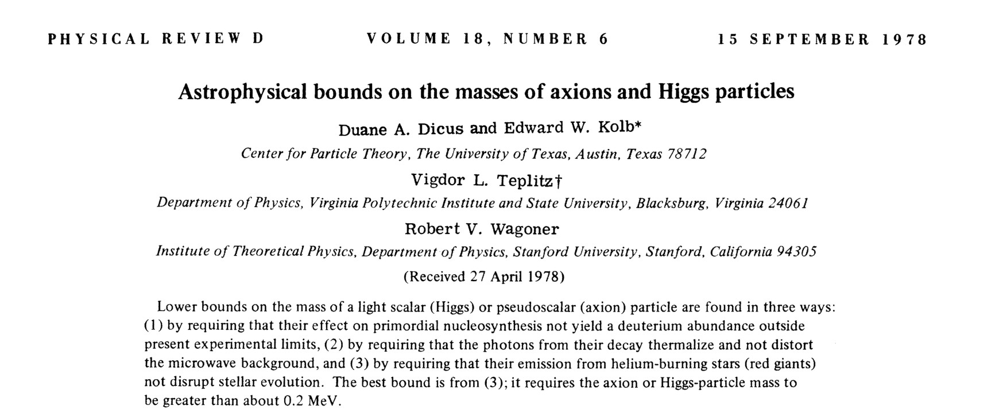 PHYSICAL REVIEW D VOLUME 18, NUMBER 6 15 SEPTEMBER 1978
Astrophysical bounds on the masses of axions and Higgs particles
Duane A. Dicus and Edward W. Kolb*
Center for Particle Theory, The University of Texas, Austin, Texas 78712
Vigdor L. Teplitz†
Department of Physics, Virginia Polytechnic Institute and State University, Blacksburg, Virginia 24061
Robert V. Wagoner
Institute of Theoretical Physics, Department of Physics, Stanford University, Stanford, California 94305
(Received 27 April 1978)
Lower bounds on the mass of a light scalar (Higgs) or pseudoscalar (axion) particle are found in three ways:
(1) by requiring that their effect on primordial nucleosynthesis not yield a deuterium abundance outside
present experimental limits, (2) by requiring that the photons from their decay thermalize and not distort
the microwave background, and (3) by requiring that their emission from helium-burning stars (red giants)
not disrupt stellar evolution. The best bound is from (3); it requires the axion or Higgs-particle mass to
be greater than about 0.2 MeV.